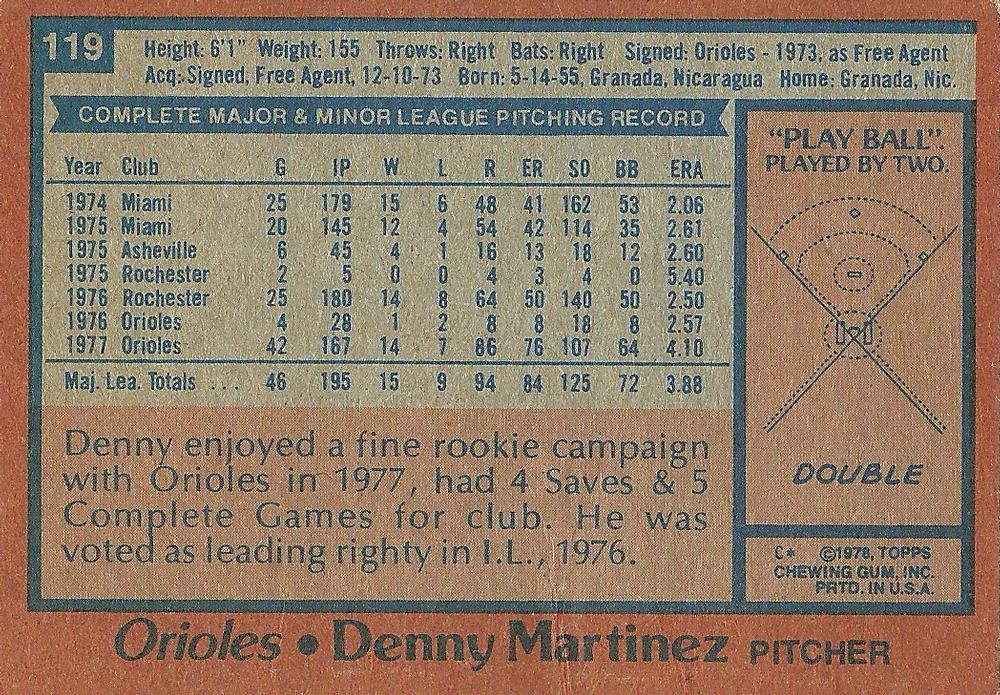 119
Height: 6'1" Weight: 155 Throws: Right Bats: Right Signed: Orioles - 1973, as Free Agent
Acq: Signed, Free Agent, 12-10-73 Born: 5-14-55, Granada, Nicaragua Home: Granada, Nic.
COMPLETE MAJOR & MINOR LEAGUE PITCHING RECORD
Year Club G IP W L R ER SO BB ERA
1974 Miami 25 179 15 6 48 41 162 53 2.06
1975 Miami 20 145 12 4 54 42 114 35 2.61
1975 Asheville 6 45 4 1 16 13 18 12 2.60
1975 Rochester 2 5 0 0 4 3 4 0 5.40
1976 Rochester 25 180 14 8 64 50 140 50 2.50
1976 Orioles 4 28 1 2 8 8 18 8 2.57
1977 Orioles 42 167 14 7 86 76 107 64 4.10
Maj. Lea. Totals ... 46 195 15 9 94 84 125 72 3.88
Denny enjoyed a fine rookie campaign
with Orioles in 1977, had 4 Saves & 5
Complete Games for club. He was
voted as leading righty in I.L., 1976.
"PLAY BALL".
PLAYED BY TWO.
DOUBLE
C* ©1978, TOPPS
CHEWING GUM, INC.
PRTD. IN U.S.A.
Orioles • Denny Martinez PITCHER